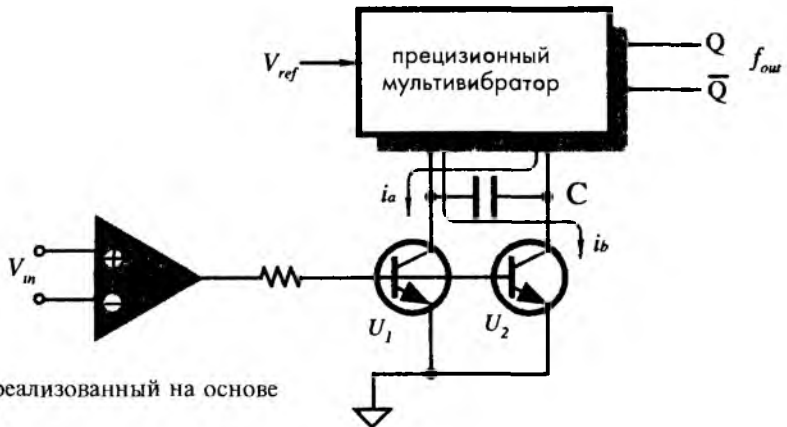 V_ref
прецизионный
мультивибратор
Q
Q̅
f_out
i_a
C
i_b
V_in
U_1
U_2
реализованный на основе